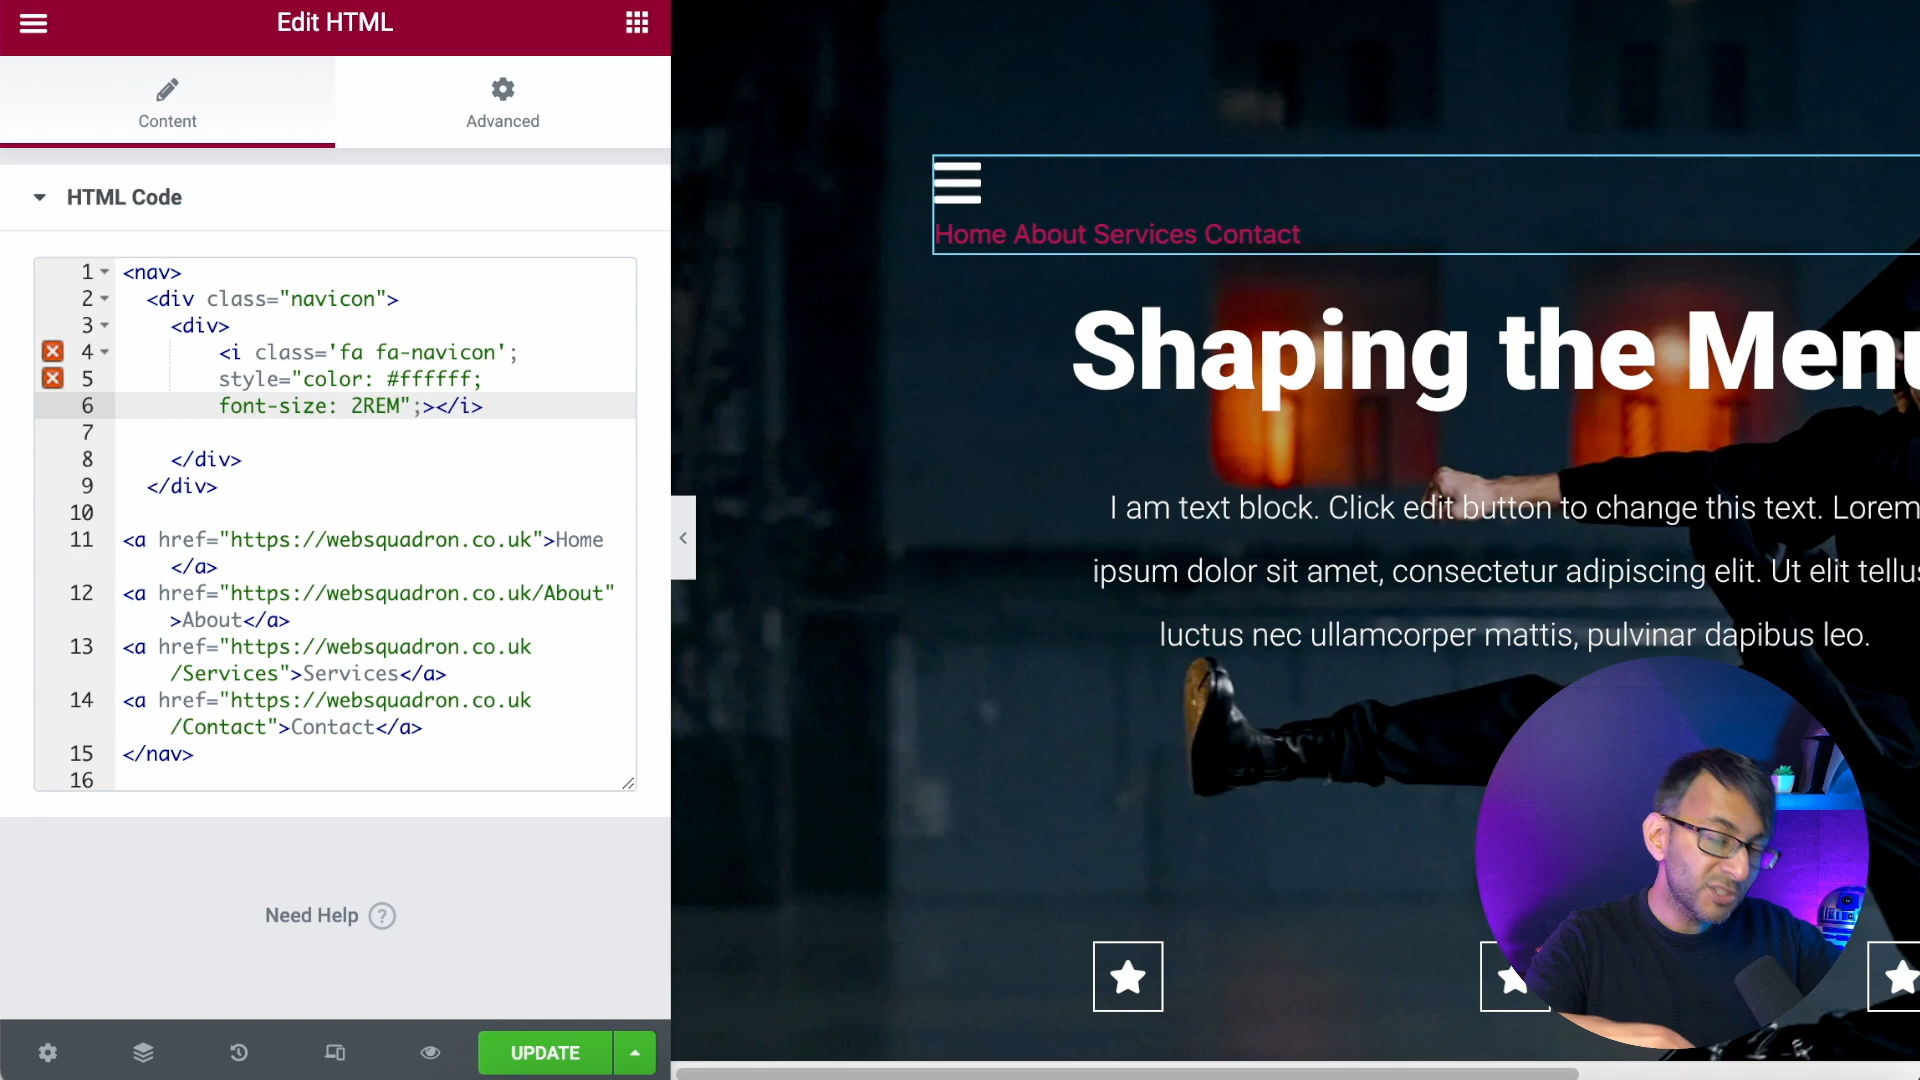 Edit HTML
Content
Advanced
HTML Code
1 <nav>
2 <div class="navicon">
3 <div>
4 <i class='fa fa-navicon';
5 style="color: #ffffff;
6 font-size: 2REM";></i>
7
8 </div>
9 </div>
10
11 <a href="https://websquadron.co.uk">Home
</a>
12 <a href="https://websquadron.co.uk/About"
>About</a>
13 <a href="https://websquadron.co.uk
/Services">Services</a>
14 <a href="https://websquadron.co.uk
/Contact">Contact</a>
15 </nav>
16
Need Help ?
UPDATE
Home About Services Contact
Shaping the Menu
I am text block. Click edit button to change this text. Lorem
ipsum dolor sit amet, consectetur adipiscing elit. Ut elit tellus
luctus nec ullamcorper mattis, pulvinar dapibus leo.